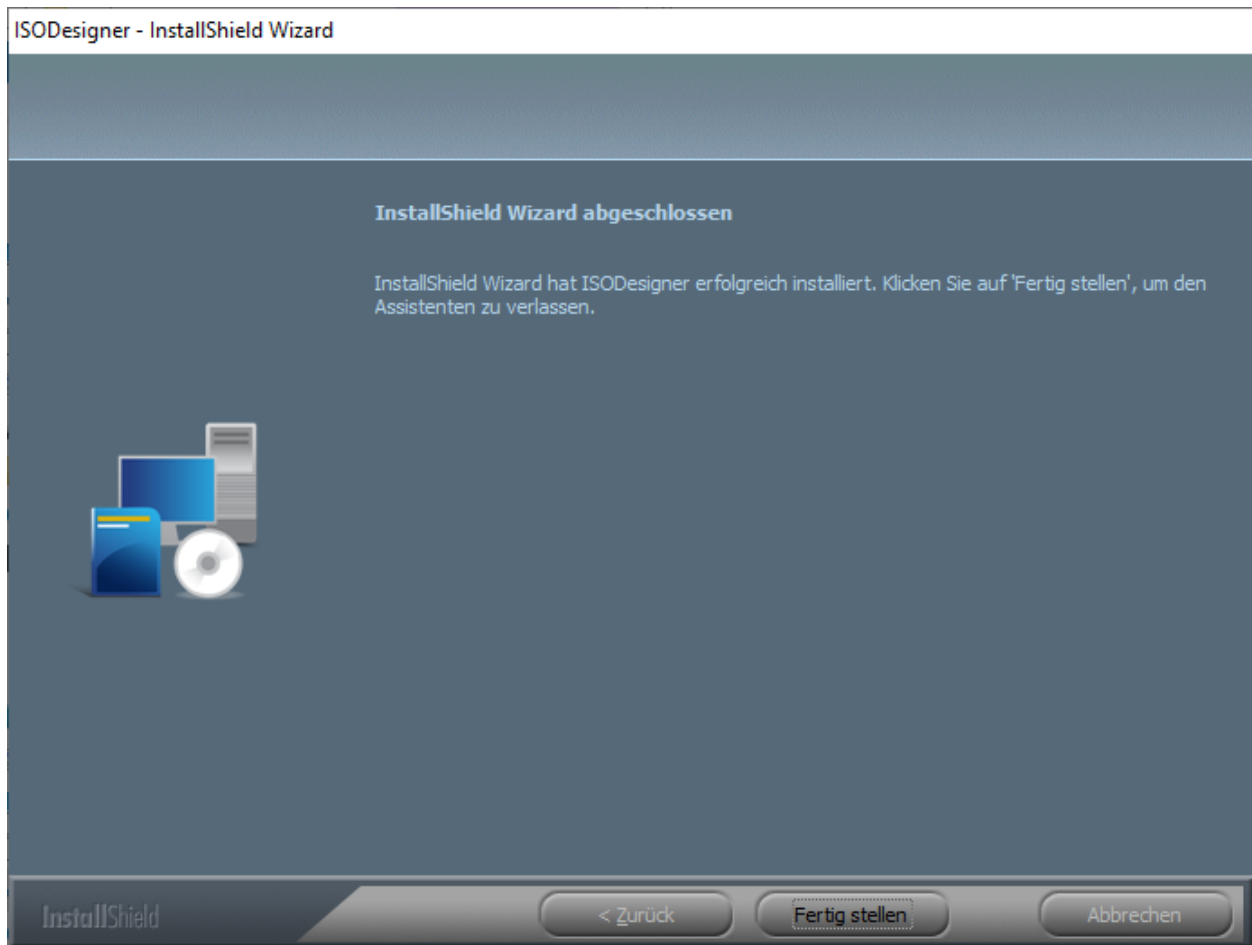 ISODesigner - InstallShield Wizard
InstallShield Wizard abgeschlossen
InstallShield Wizard hat ISODesigner erfolgreich installiert. Klicken Sie auf 'Fertig stellen', um den
Assistenten zu verlassen.
InstallShield
< Zurück
Fertig stellen
Abbrechen